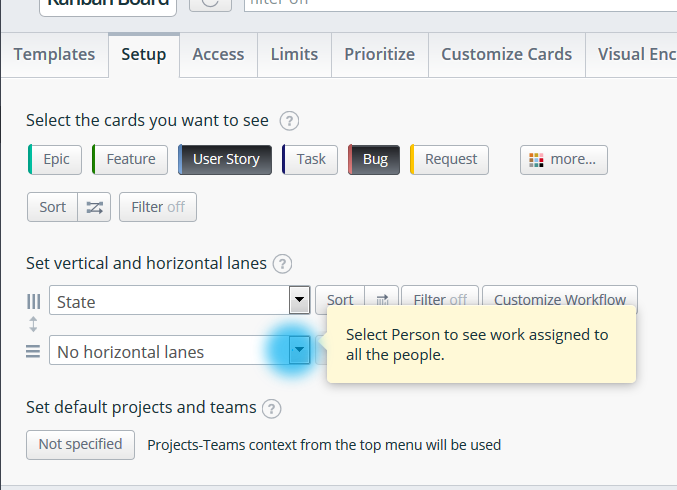 Kanban Board filter off
Templates Setup Access Limits Prioritize Customize Cards Visual Enc
Select the cards you want to see ?
Epic Feature User Story Task Bug Request more...
Sort Filter off
Set vertical and horizontal lanes ?
State Sort Filter off Customize Workflow
No horizontal lanes
Select Person to see work assigned to
all the people.
Set default projects and teams ?
Not specified Projects-Teams context from the top menu will be used